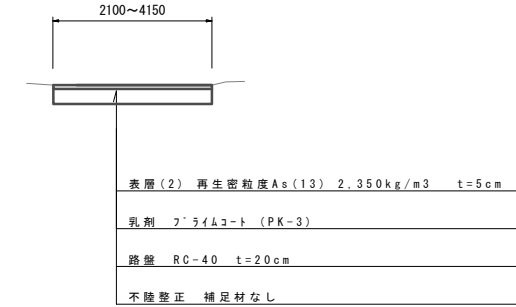 2100～4150
表層(2) 再生密粒度As(13) 2.350kg/m3 t=5cm
乳剤 ﾌﾟﾗｲﾑｺｰﾄ (PK-3)
路盤 RC-40 t=20cm
不陸整正 補足材なし